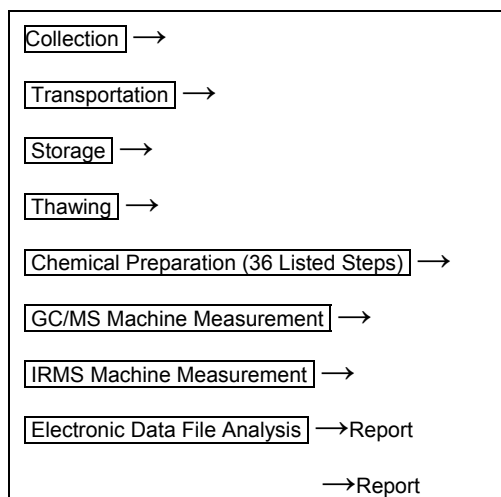 Collection →
Transportation →
Storage →
Thawing →
Chemical Preparation (36 Listed Steps) →
GC/MS Machine Measurement →
IRMS Machine Measurement →
Electronic Data File Analysis →Report
→Report